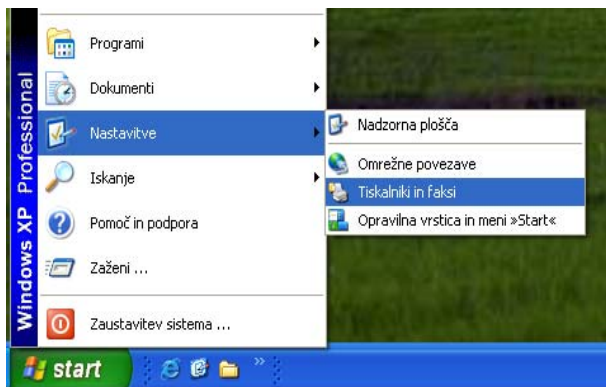 Windows XP Professional
Programi
Dokumenti
Nastavitve
Iskanje
Pomoč in podpora
Zaženi ...
Zaustavitev sistema ...
Nadzorna plošča
Omrežne povezave
Tiskalniki in faksi
Opravilna vrstica in meni »Start«
start